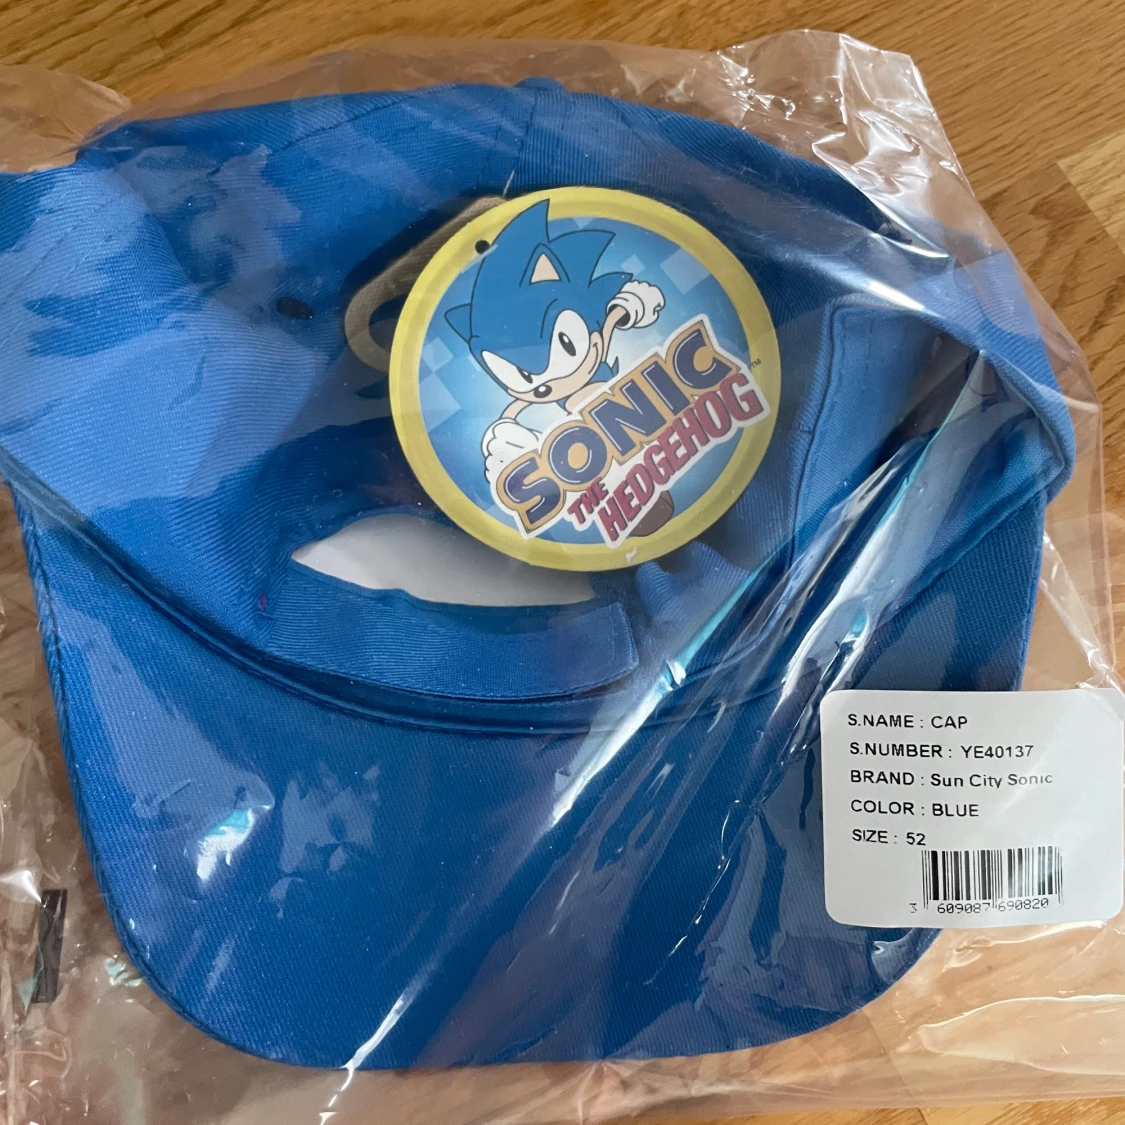 SONIC
THE
HEDGEHOG
TM
S.NAME : CAP
S.NUMBER : YE40137
BRAND : Sun City Sonic
COLOR : BLUE
SIZE : 52
3 609087 690820